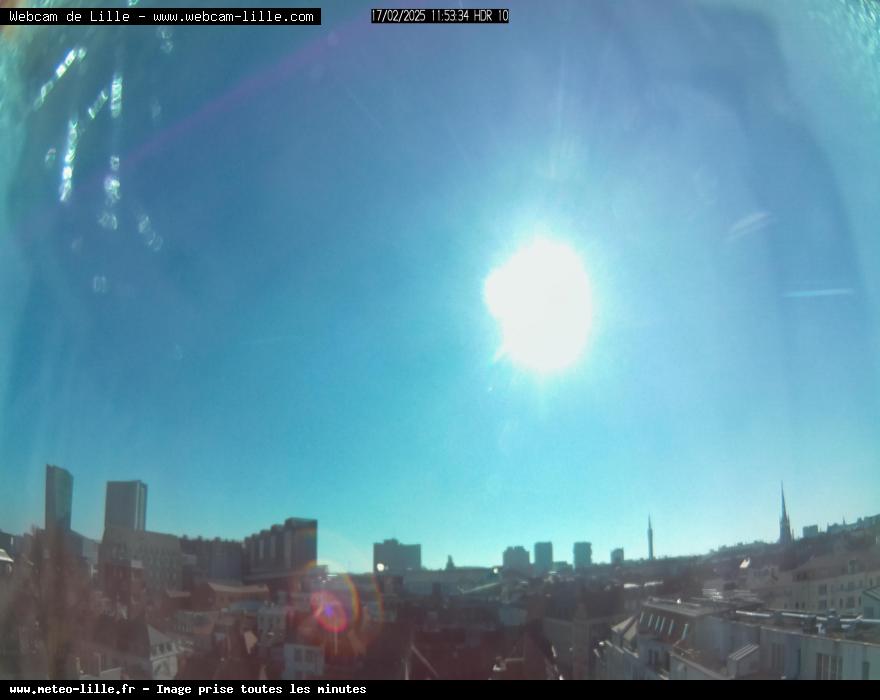 Webcam de Lille - www.webcam-lille.com
17/02/2025 11:53:34 HDR 10
www.meteo-lille.fr - Image prise toutes les minutes